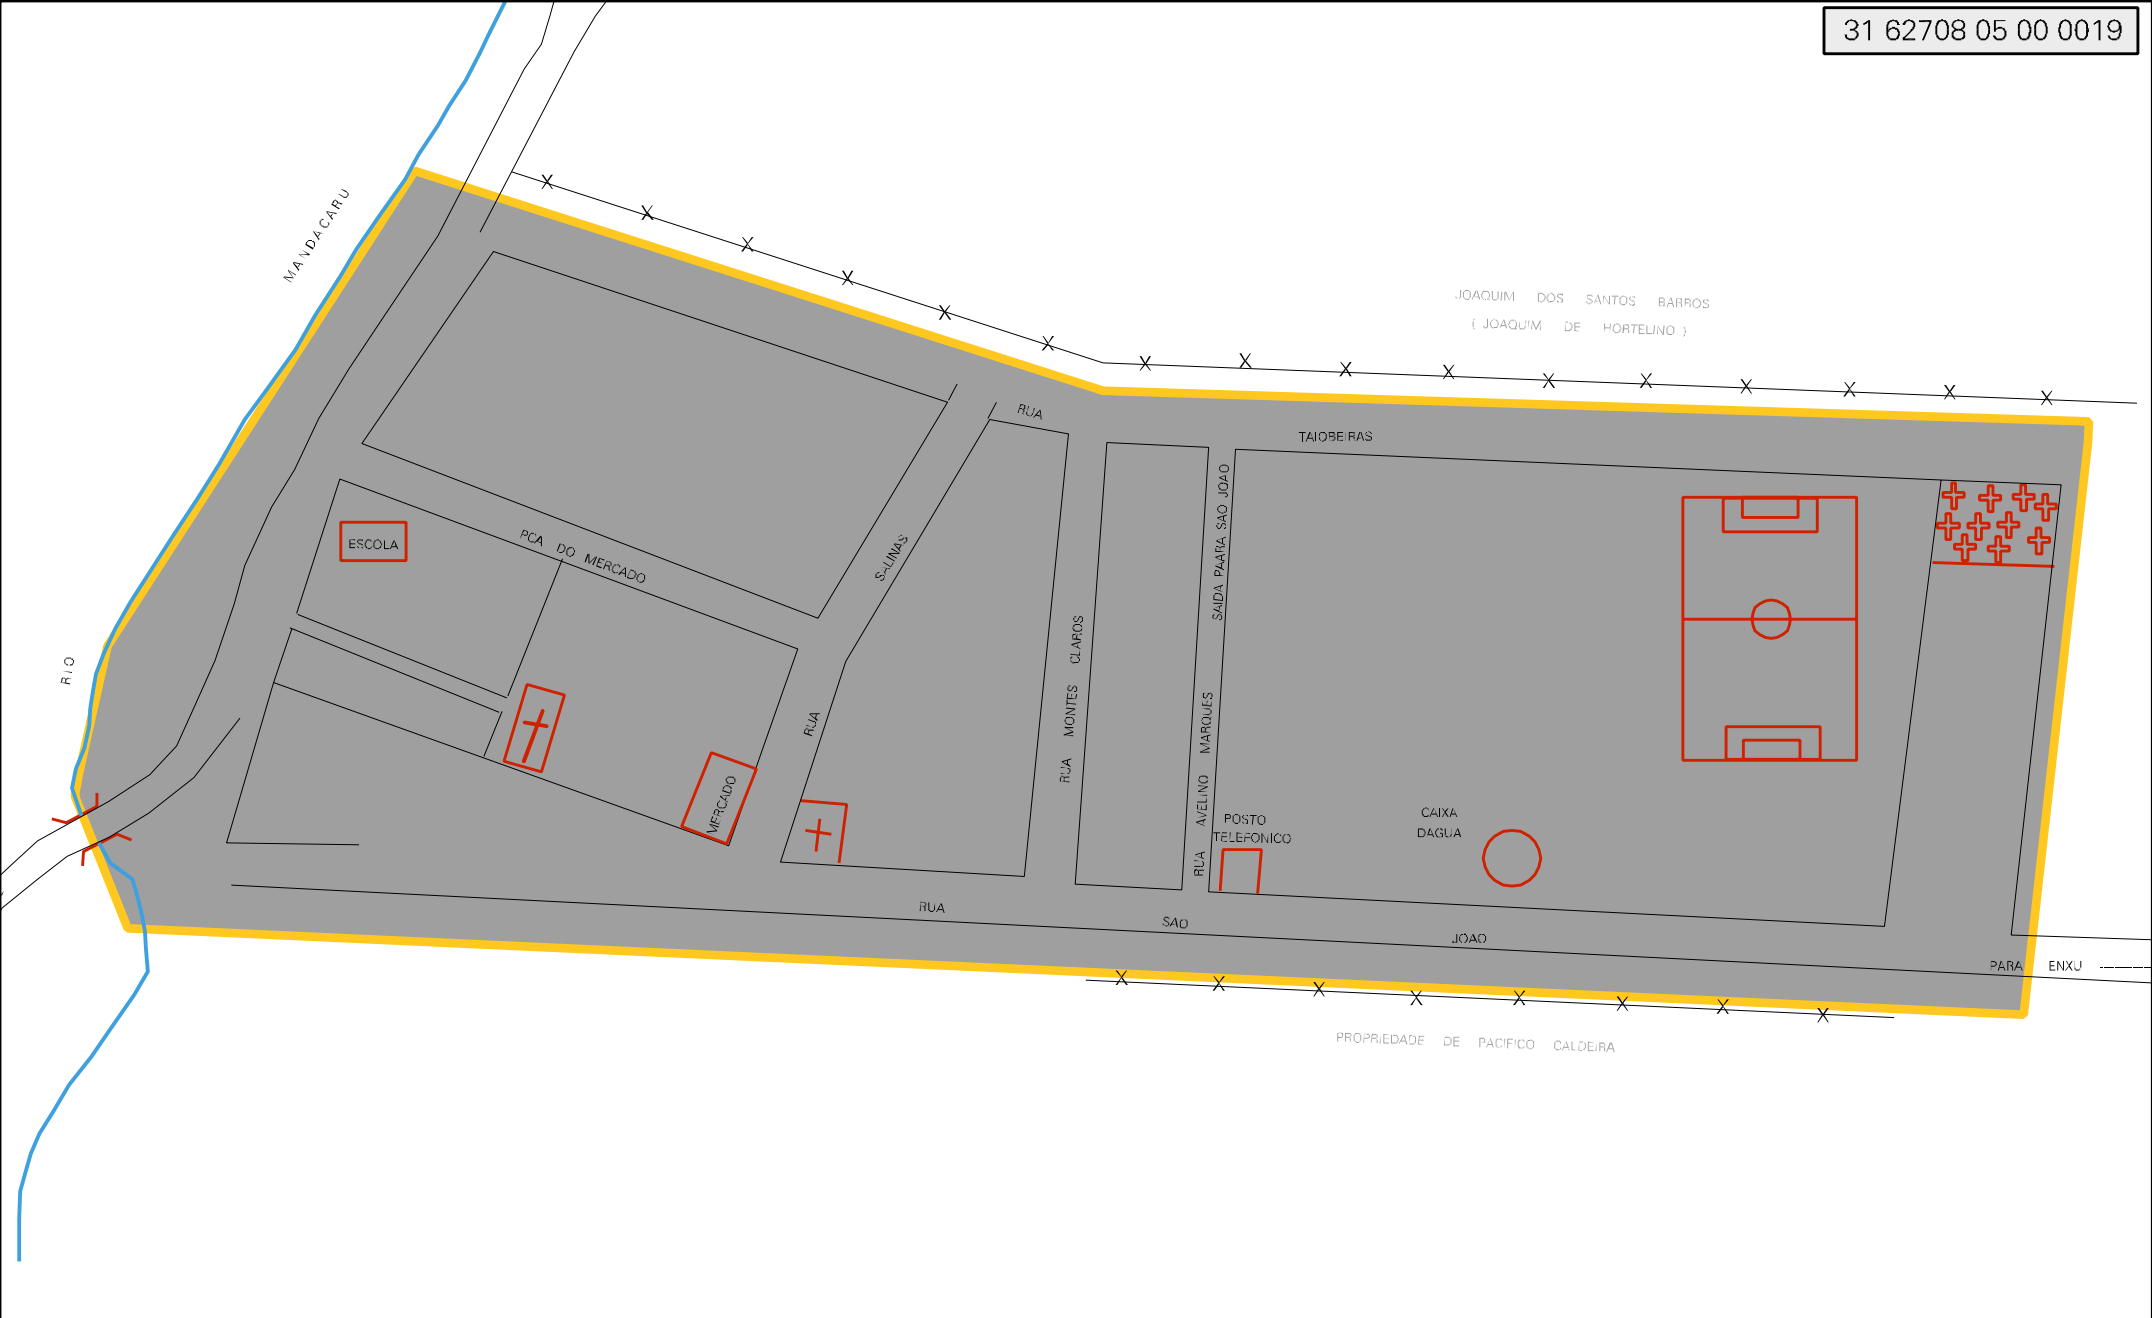 31 62708 05 00 0019
MANDACARU
JOAQUIM DOS SANTOS BARROS
( JOAQUIM DE HORTELINO )
RUA TAIOBEIRAS
ESCOLA
PCA DO MERCADO
RUA SALINAS
RUA MONTES CLAROS
SAIDA PAARA SAO JOAO
RUA AVELINO MARQUES
RIO
MERCADO
POSTO
TELEFONICO
CAIXA
DAGUA
RUA SAO JOAO
PARA ENXU
PROPRIEDADE DE PACIFICO CALDEIRA